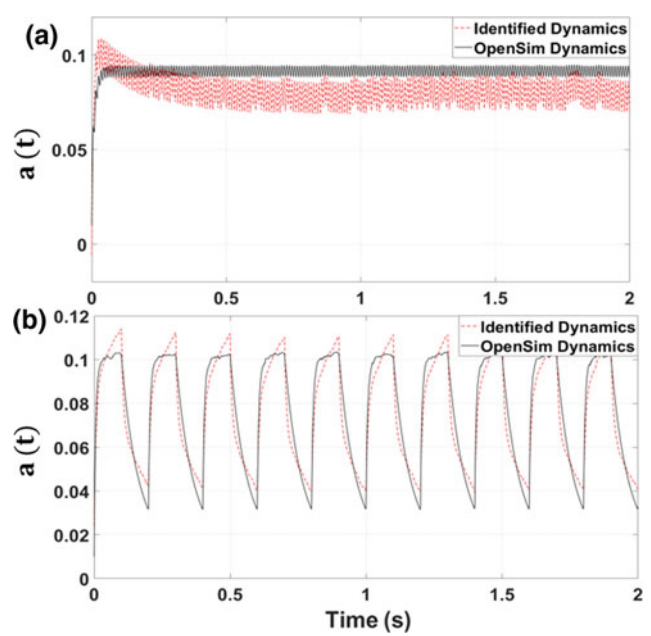 (a)
Identified Dynamics
OpenSim Dynamics
0.1
0.05
0
a (t)
0
0.5
1
1.5
2
(b)
Identified Dynamics
OpenSim Dynamics
0.12
0.1
0.08
0.06
0.04
0.02
0
a (t)
0
0.5
1
1.5
2
Time (s)